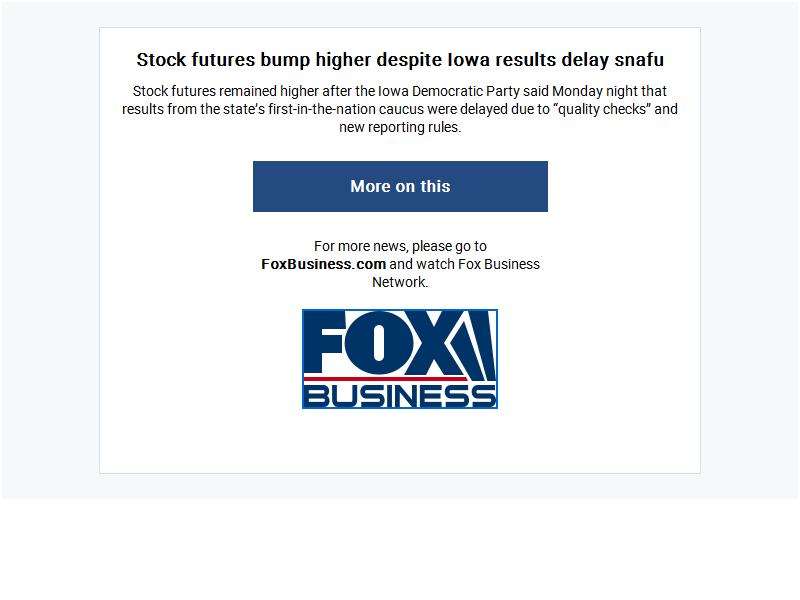 Stock futures bump higher despite Iowa results delay snafu
Stock futures remained higher after the Iowa Democratic Party said Monday night that
results from the state’s first-in-the-nation caucus were delayed due to “quality checks” and
new reporting rules.
More on this
For more news, please go to
FoxBusiness.com and watch Fox Business
Network.
FOX
BUSINESS